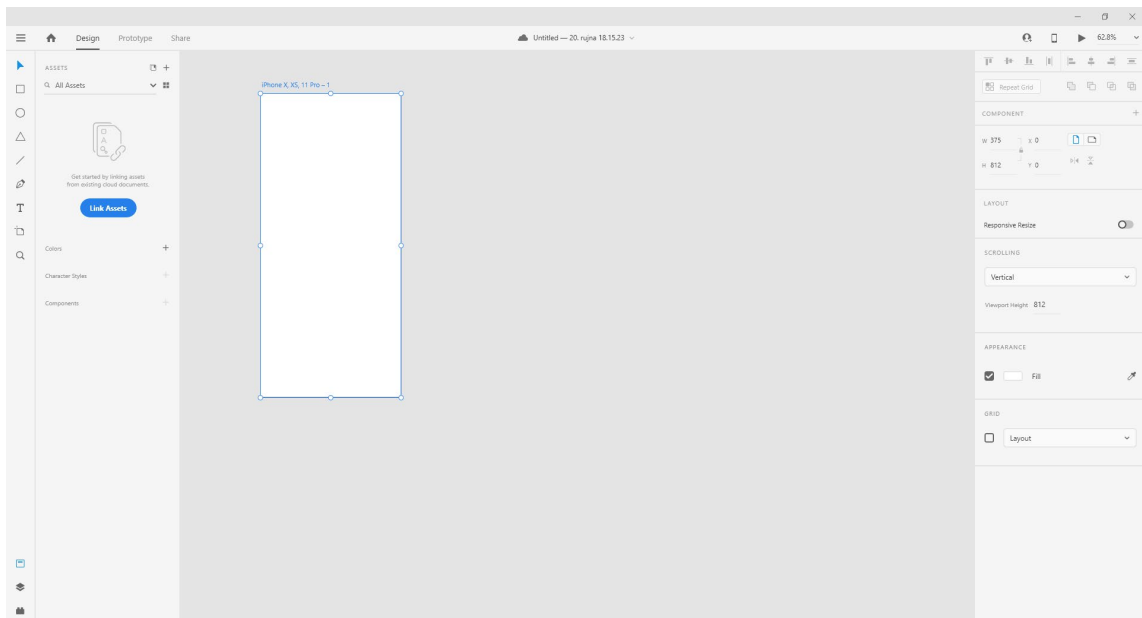 Design Prototype Share
Untitled — 20. rujna 18.15.23
62.8%
ASSETS
All Assets
Get started by linking assets
from existing cloud documents.
Link Assets
Colors
Character Styles
Components
iPhone X, XS, 11 Pro – 1
Repeat Grid
COMPONENT
W 375 X 0
H 812 Y 0
LAYOUT
Responsive Resize
SCROLLING
Vertical
Viewport Height 812
APPEARANCE
Fill
GRID
Layout